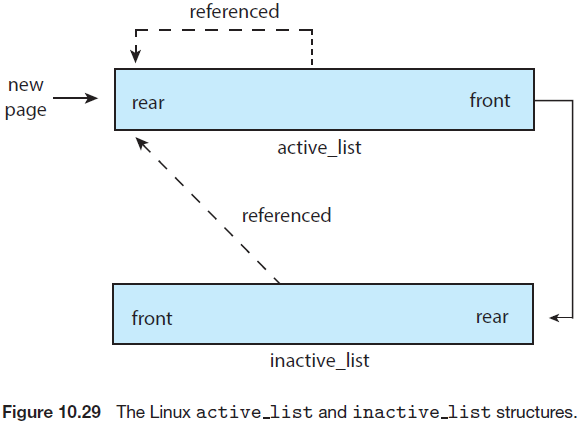 referenced
new
page
rear
front
active_list
referenced
front
rear
inactive_list
Figure 10.29 The Linux active_list and inactive_list structures.